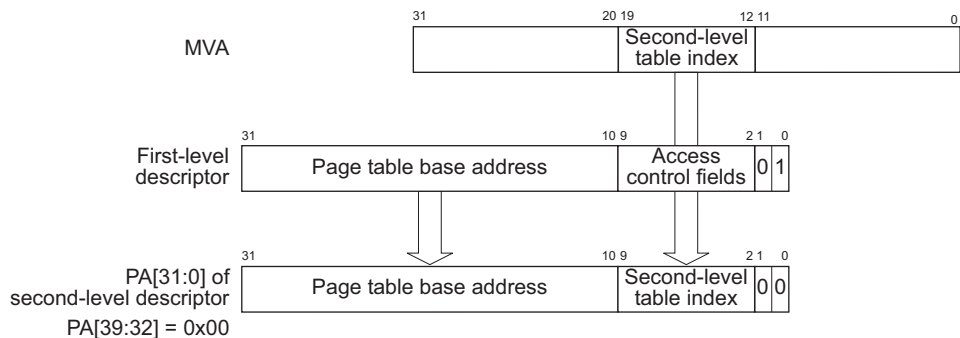 31 20 19 12 11 0
MVA
Second-level
table index
31 10 9 2 1 0
First-level
descriptor
Page table base address
Access
control fields
0 1
31 10 9 2 1 0
PA[31:0] of
second-level descriptor
Page table base address
Second-level
table index
0 0
PA[39:32] = 0x00